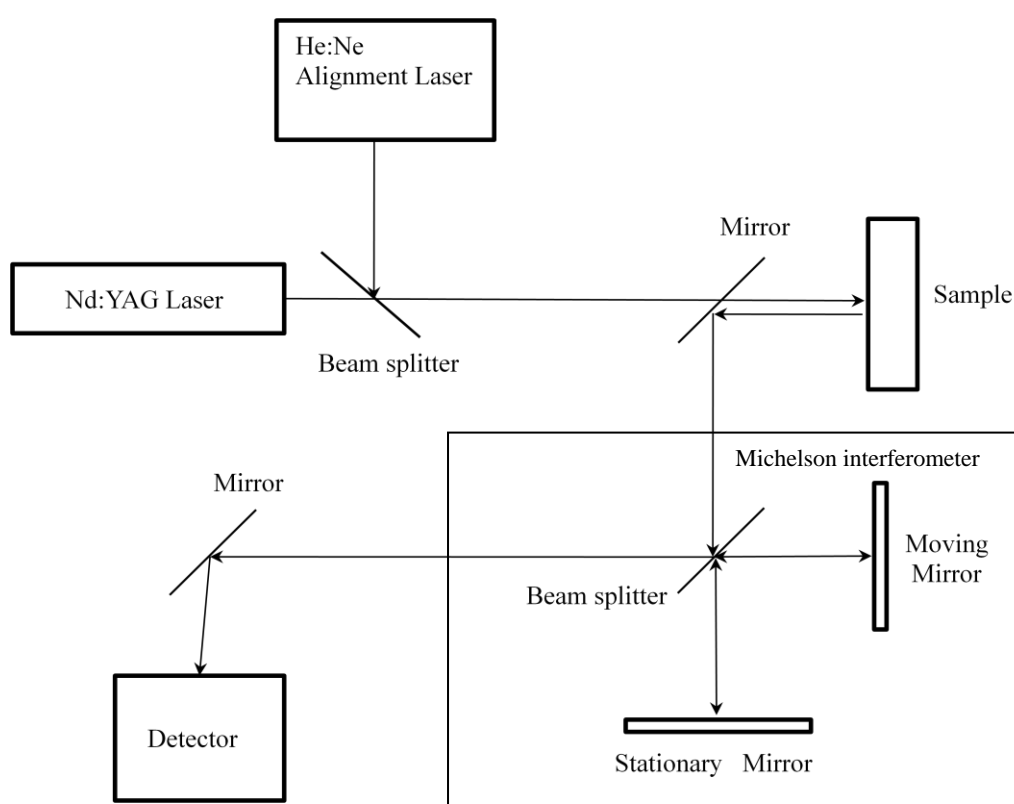 He:Ne
Alignment Laser
Mirror
Nd:YAG Laser
Sample
Beam splitter
Michelson interferometer
Mirror
Moving
Mirror
Beam splitter
Detector
Stationary Mirror